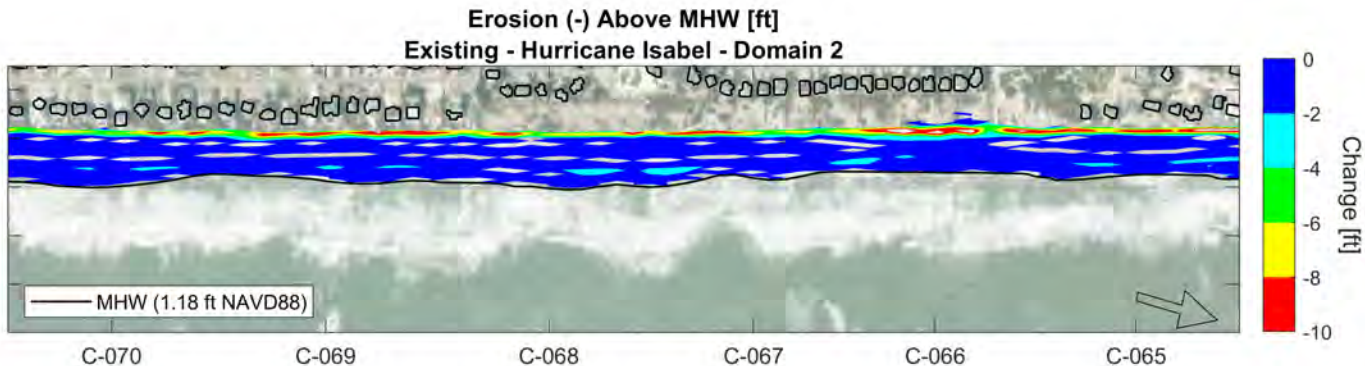 Erosion (-) Above MHW [ft]
Existing - Hurricane Isabel - Domain 2
0
-2
-4
-6
-8
-10
Change [ft]
MHW (1.18 ft NAVD88)
C-070 C-069 C-068 C-067 C-066 C-065